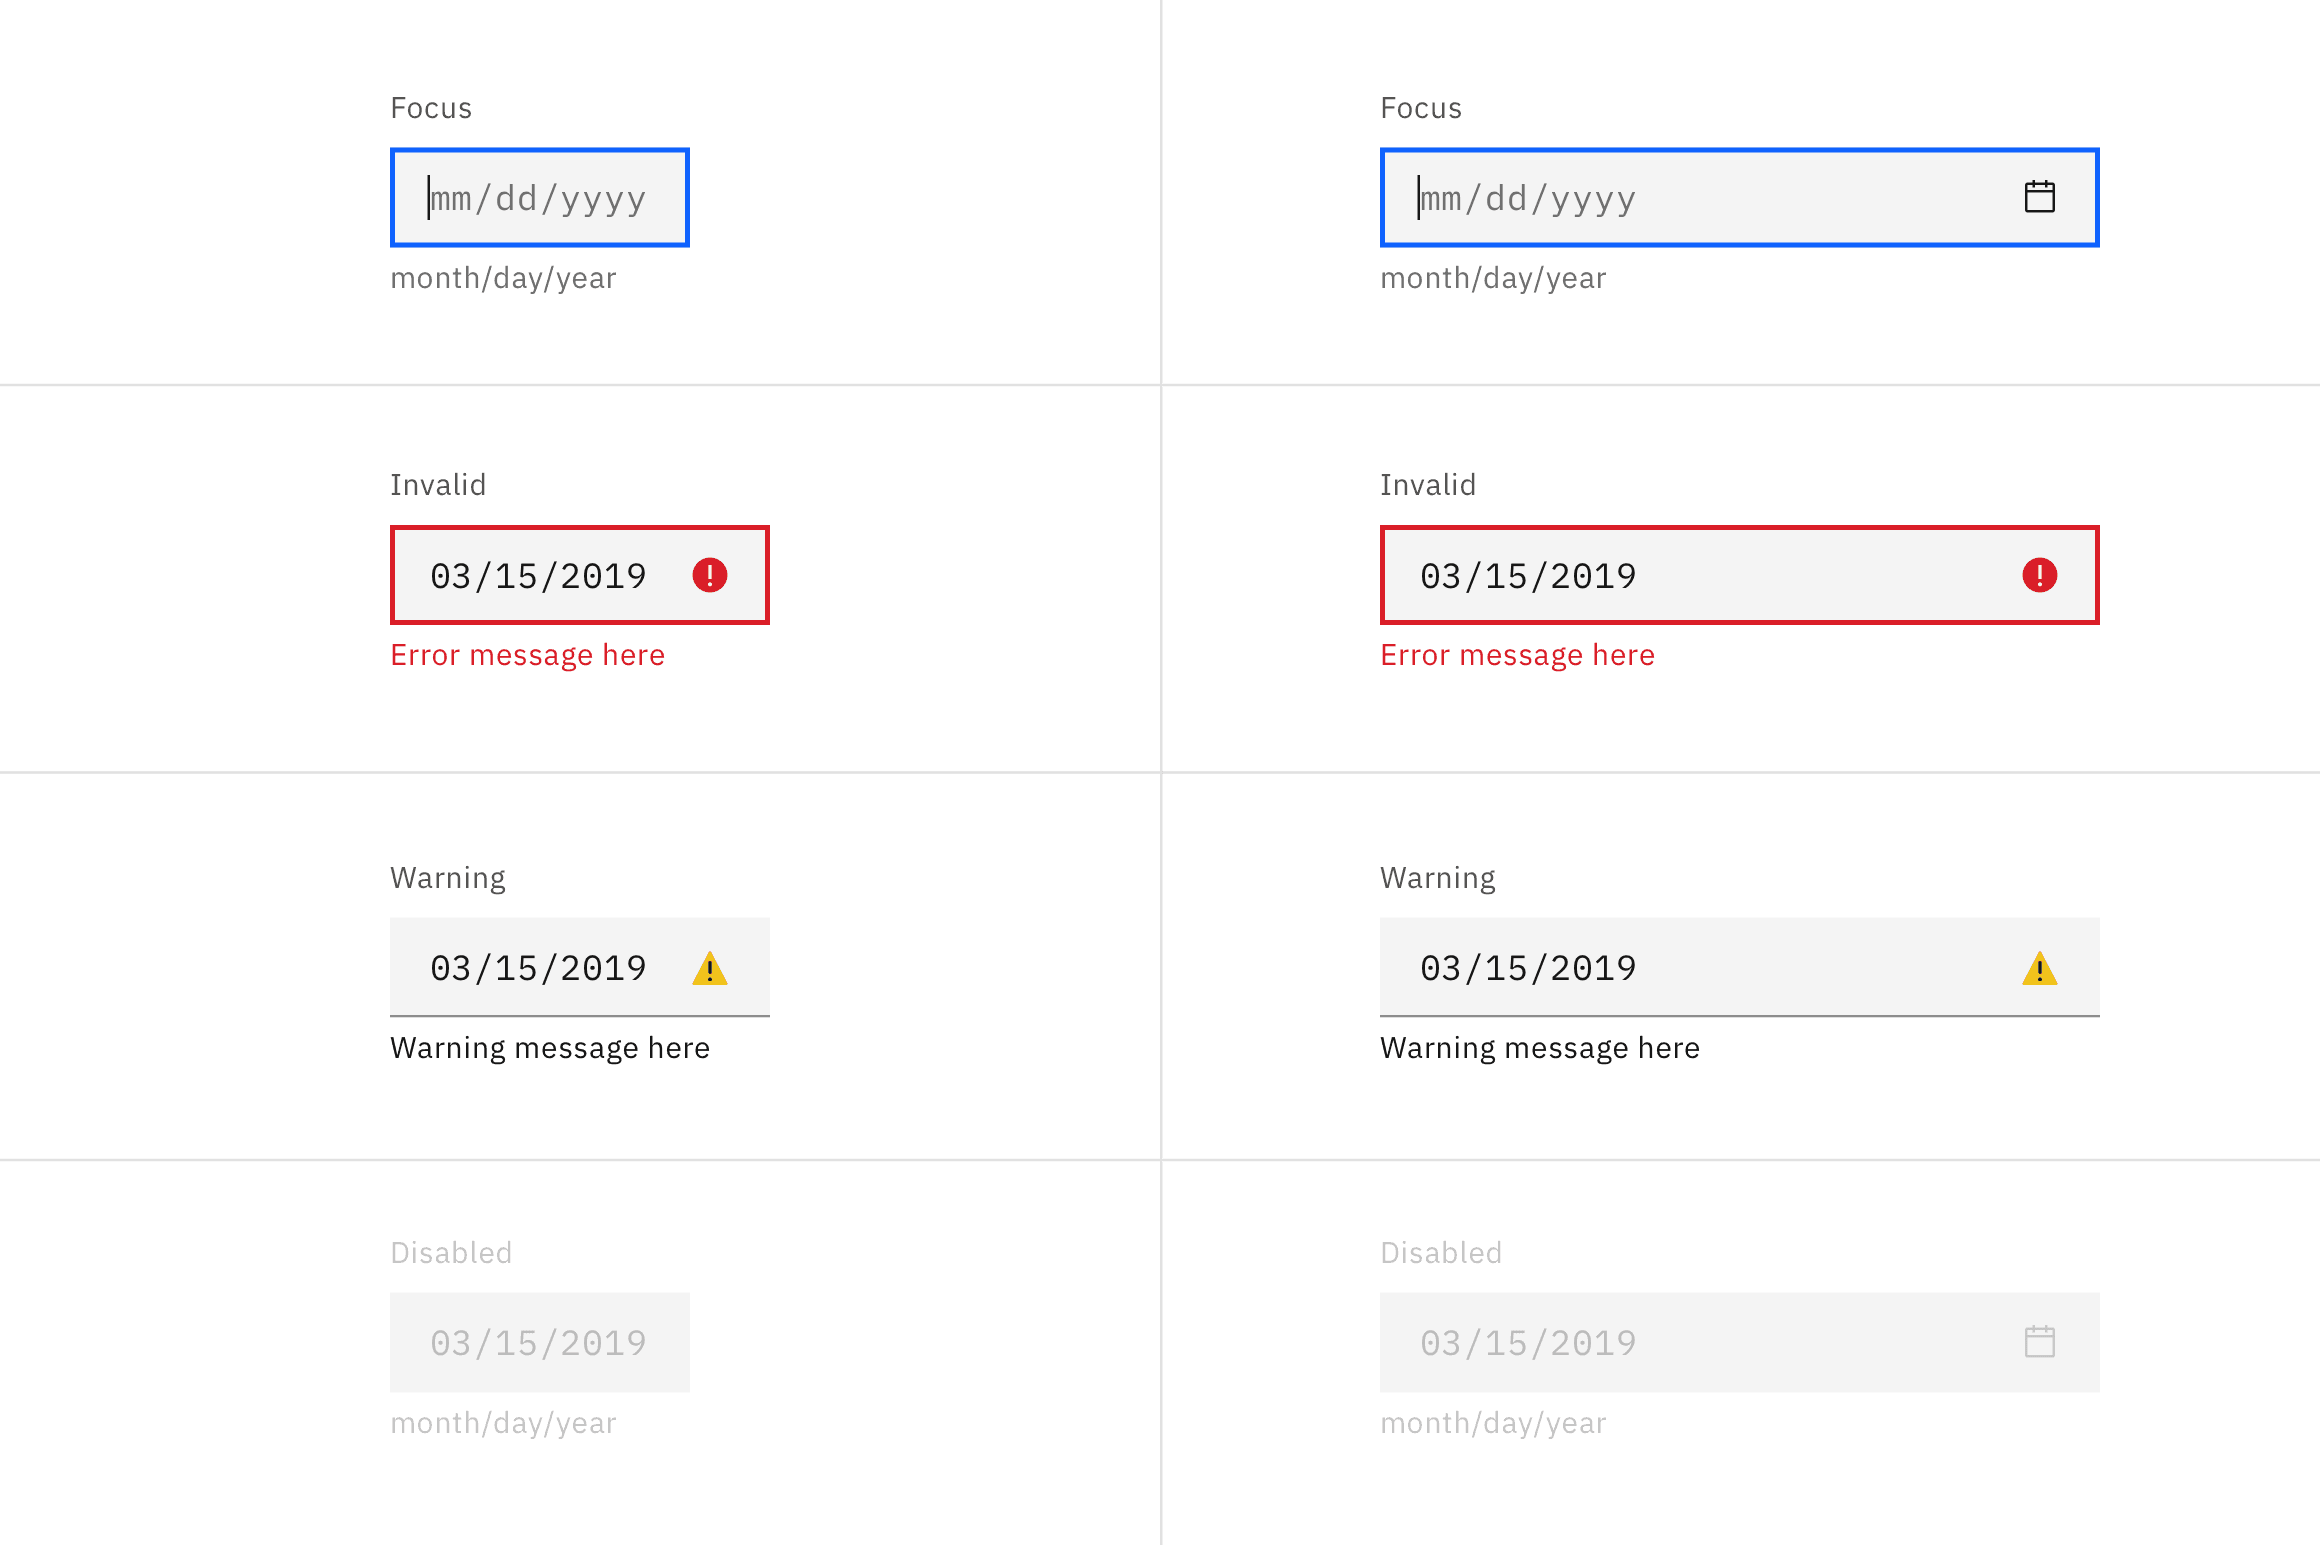 Focus
mm/dd/yyyy
month/day/year
Focus
mm/dd/yyyy
month/day/year
Invalid
03/15/2019
Error message here
Invalid
03/15/2019
Error message here
Warning
03/15/2019
Warning message here
Warning
03/15/2019
Warning message here
Disabled
03/15/2019
month/day/year
Disabled
03/15/2019
month/day/year